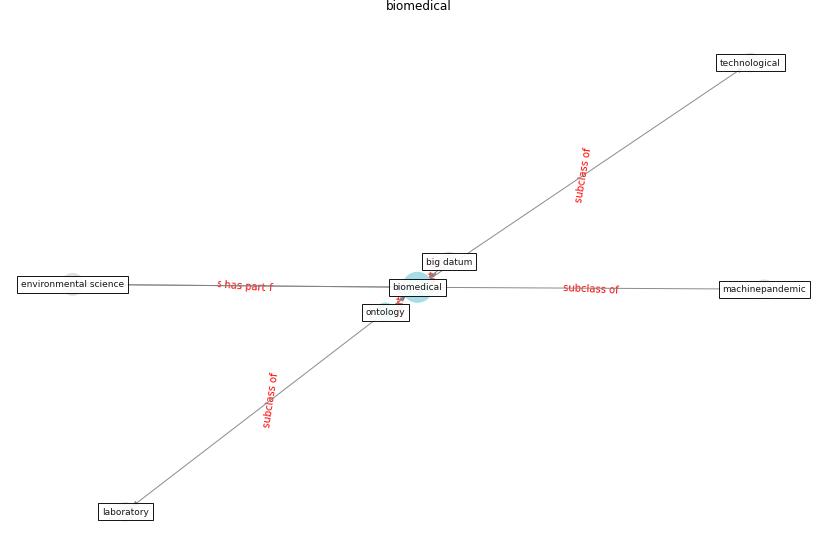 biomedical
technological
subclass of
big datum
environmental science
has part
biomedical
subclass of
machinepandemic
ontology
subclass of
laboratory